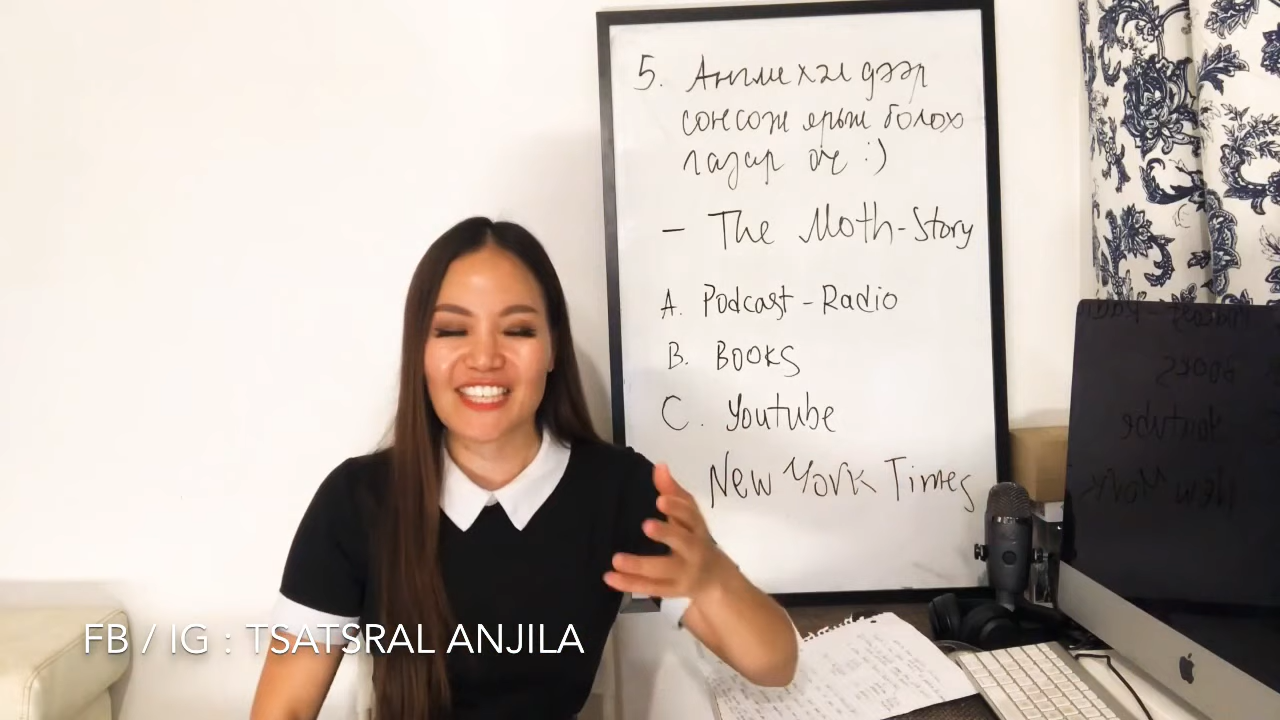 5. Англи хэл дээр
сонсож ярьж болох
газар оч :)
– The Moth-Story
A. Podcast - Radio
B. Books
C. Youtube
New York Times
FB / IG : TSATSRAL ANJILA